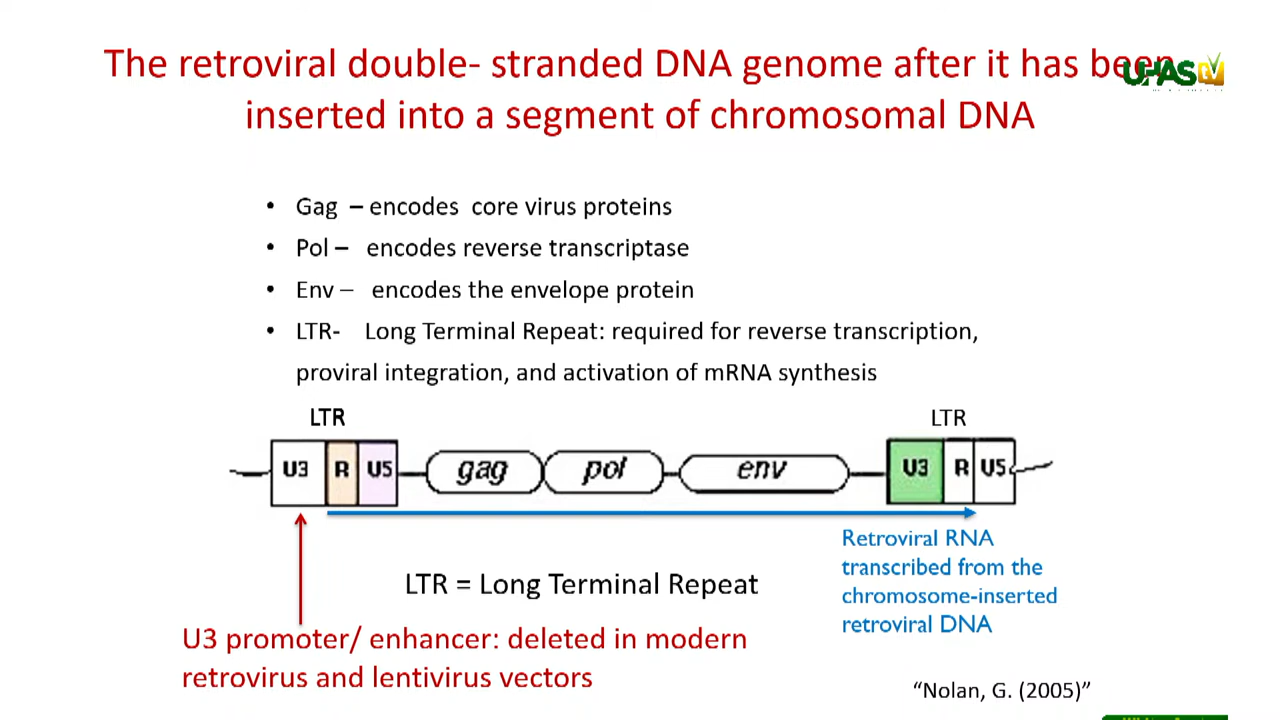 The retroviral double- stranded DNA genome after it has been
inserted into a segment of chromosomal DNA
UHAS TV
• Gag – encodes core virus proteins
• Pol – encodes reverse transcriptase
• Env – encodes the envelope protein
• LTR- Long Terminal Repeat: required for reverse transcription,
proviral integration, and activation of mRNA synthesis
LTR LTR
U3 R U5 gag pol env U3 R U5
Retroviral RNA
transcribed from the
chromosome-inserted
retroviral DNA
LTR = Long Terminal Repeat
U3 promoter/ enhancer: deleted in modern
retrovirus and lentivirus vectors
“Nolan, G. (2005)”